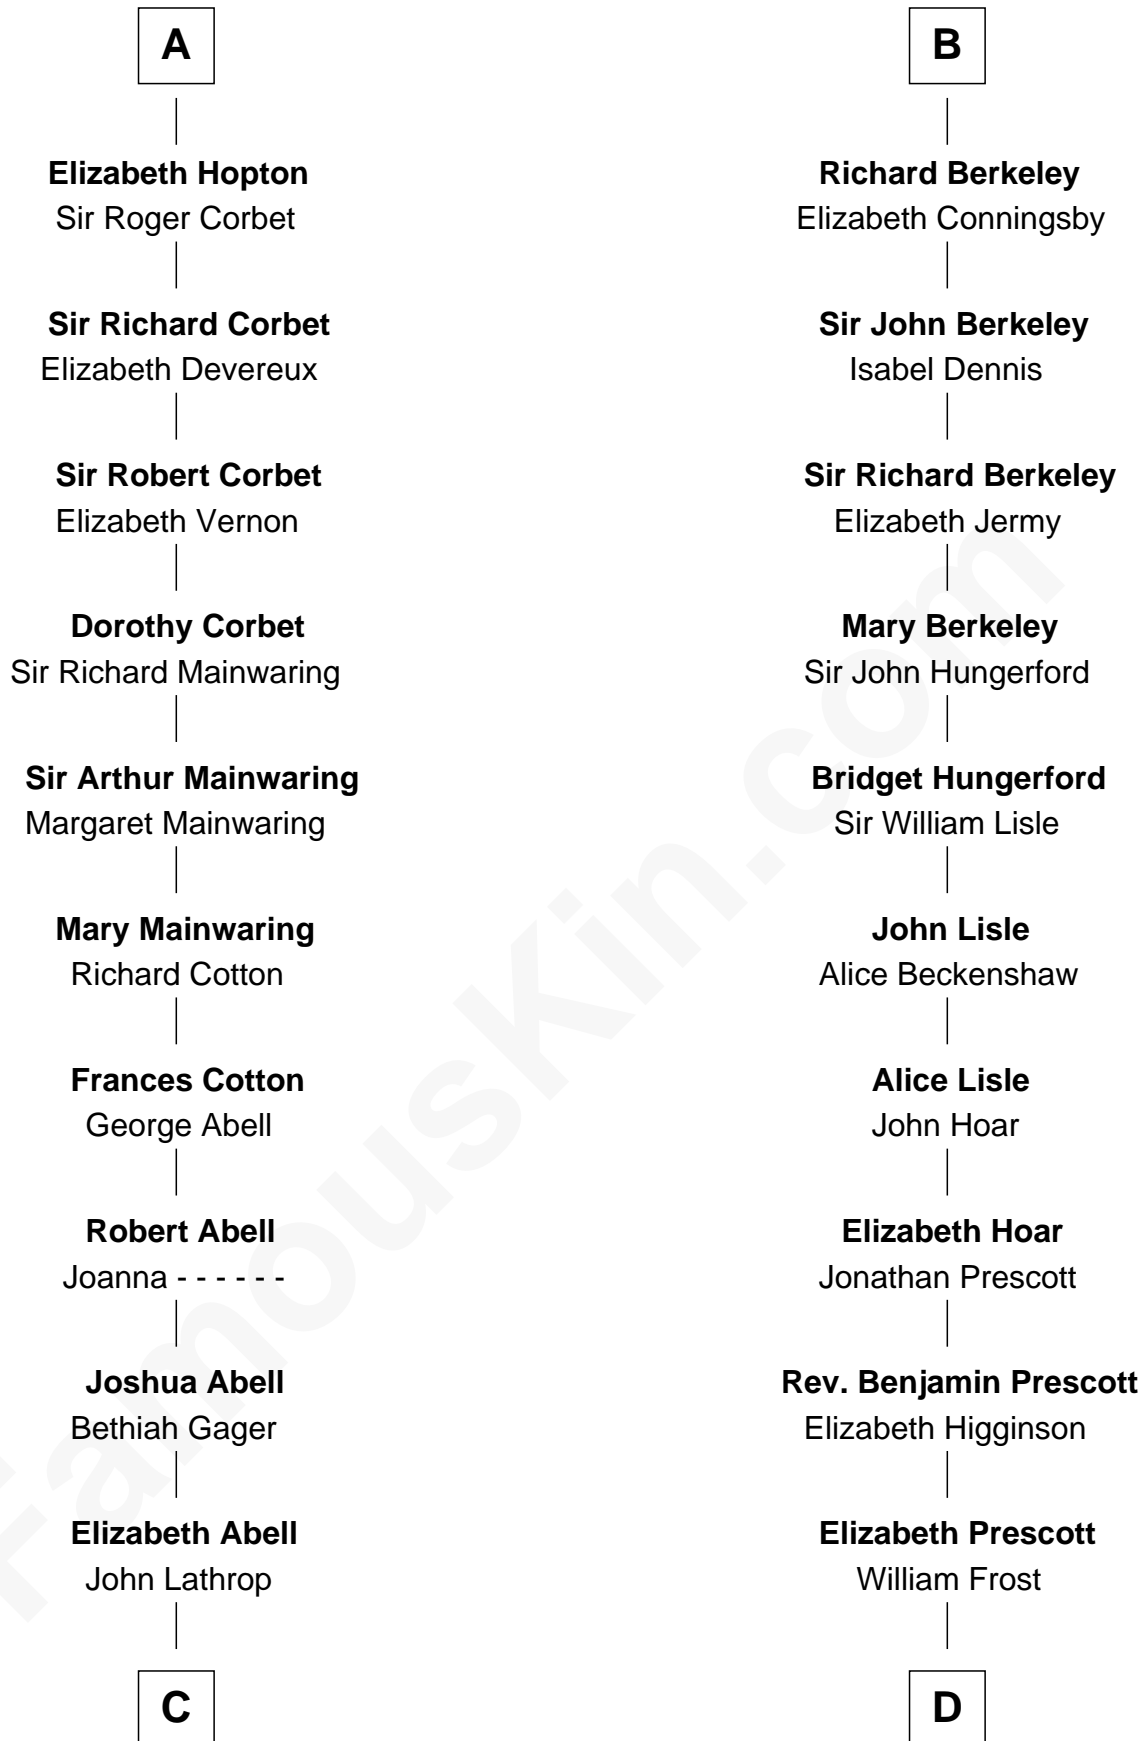 A
Elizabeth Hopton
Sir Roger Corbet
Sir Richard Corbet
Elizabeth Devereux
Sir Robert Corbet
Elizabeth Vernon
Dorothy Corbet
Sir Richard Mainwaring
Sir Arthur Mainwaring
Margaret Mainwaring
Mary Mainwaring
Richard Cotton
Frances Cotton
George Abell
Robert Abell
Joanna - - - - - -
Joshua Abell
Bethiah Gager
Elizabeth Abell
John Lathrop
C
B
Richard Berkeley
Elizabeth Conningsby
Sir John Berkeley
Isabel Dennis
Sir Richard Berkeley
Elizabeth Jermy
Mary Berkeley
Sir John Hungerford
Bridget Hungerford
Sir William Lisle
John Lisle
Alice Beckenshaw
Alice Lisle
John Hoar
Elizabeth Hoar
Jonathan Prescott
Rev. Benjamin Prescott
Elizabeth Higginson
Elizabeth Prescott
William Frost
D
FamousKin.com